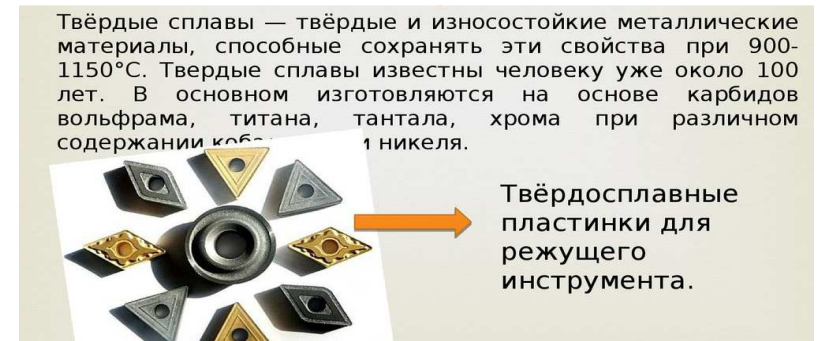 Твёрдые сплавы — твёрдые и износостойкие металлические
материалы, способные сохранять эти свойства при 900-
1150°С. Твердые сплавы известны человеку уже около 100
лет. В основном изготовляются на основе карбидов
вольфрама, титана, тантала, хрома при различном
содержании и никеля.
Твёрдосплавные
пластинки для
режущего
инструмента.